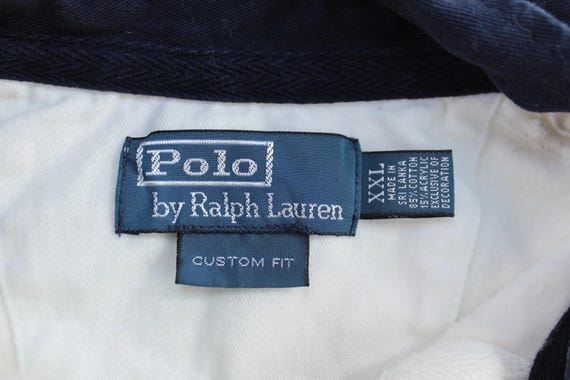 Polo
by Ralph Lauren
CUSTOM FIT
XXL
MADE IN
SRI LANKA
85% COTTON
15% ACRYLIC
EXCLUSIVE OF
DECORATION